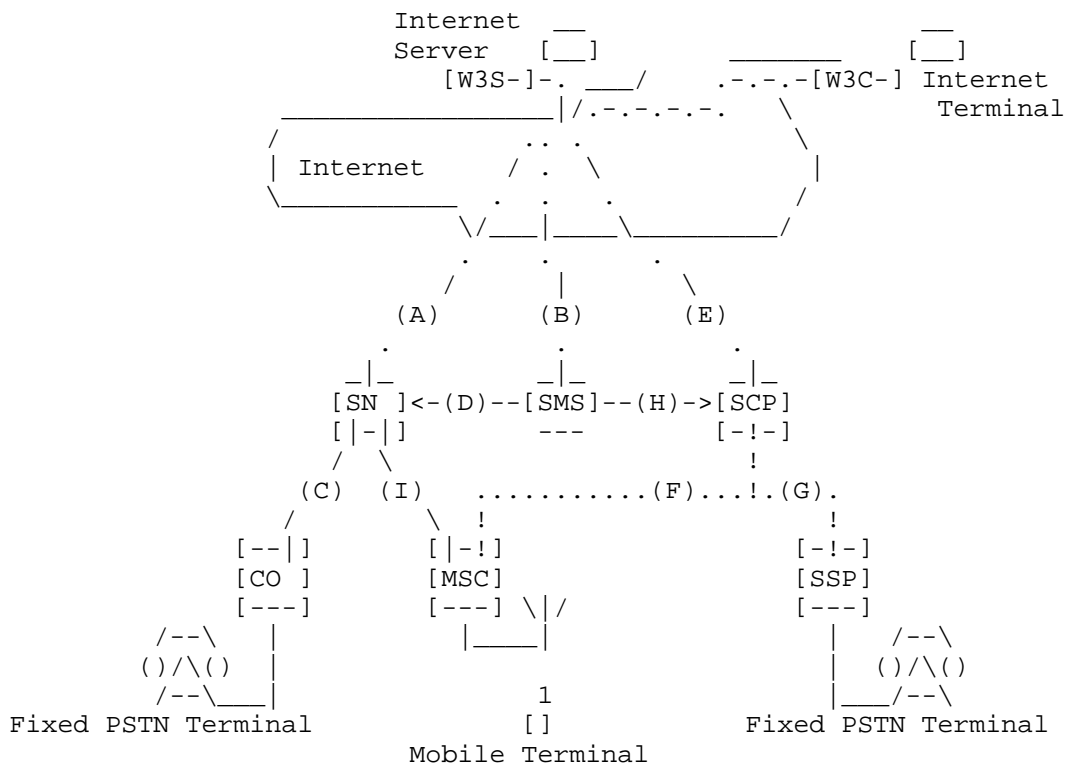 Internet
Server
[W3S-] [W3C-] Internet
Terminal
Internet
(A) (B) (E)
[SN ]<-(D)--[SMS]--(H)->[SCP]
(C) (I) (F) (G)
[CO ] [MSC] [SSP]
1
Fixed PSTN Terminal [] Fixed PSTN Terminal
Mobile Terminal